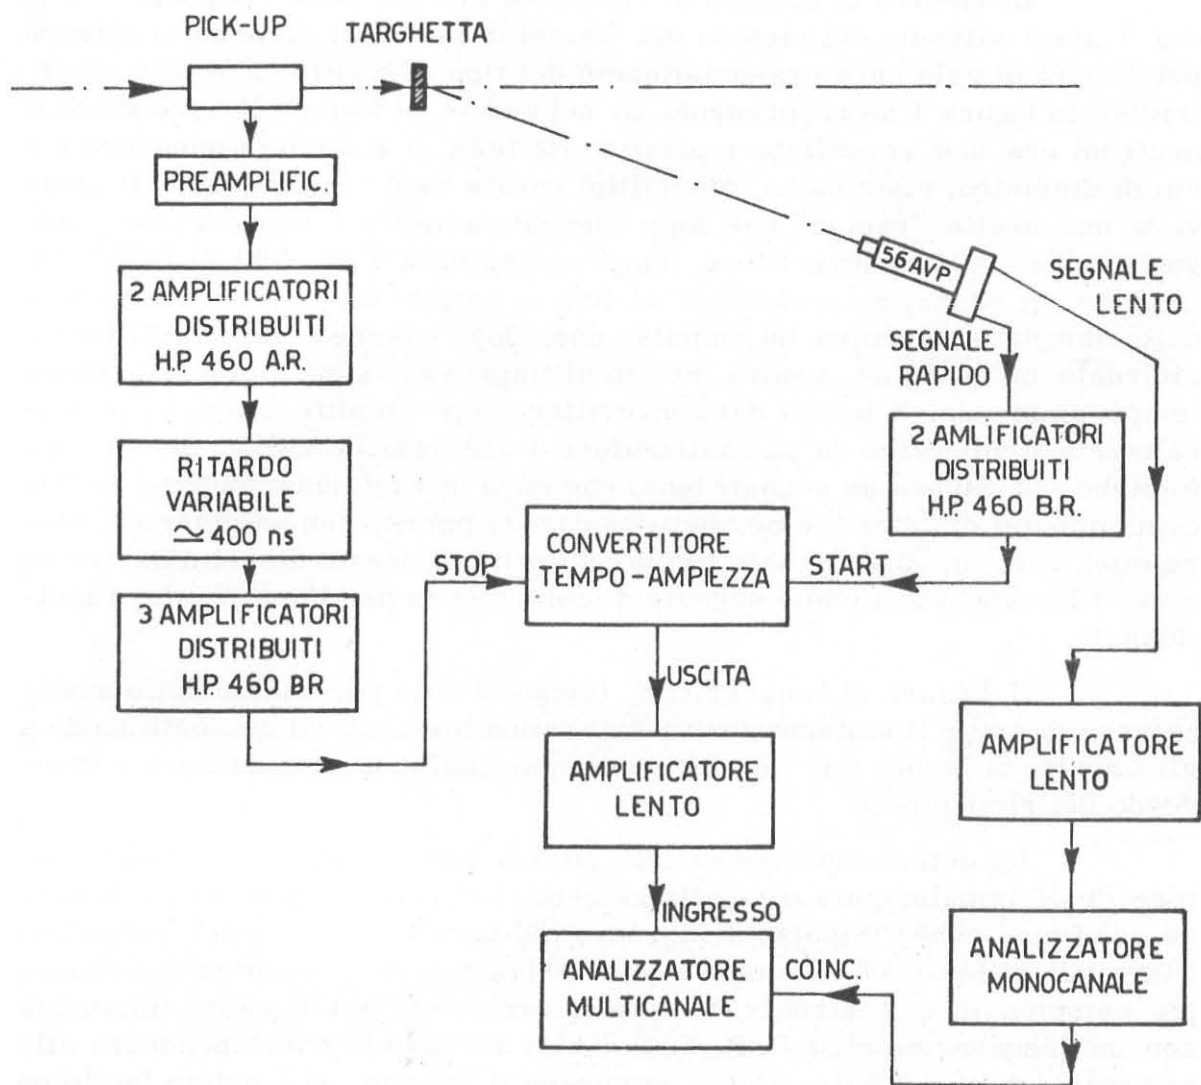 PICK-UP
TARGHETTA
PREAMPLIFIC.
2 AMPLIFICATORI
DISTRIBUITI
H.P. 460 A.R.
RITARDO
VARIABILE
≃ 400 ns
3 AMPLIFICATORI
DISTRIBUITI
H.P. 460 BR
STOP
CONVERTITORE
TEMPO-AMPIEZZA
START
56 AVP
SEGNALE
LENTO
SEGNALE
RAPIDO
2 AMLIFICATORI
DISTRIBUITI
H.P. 460 B.R.
USCITA
AMPLIFICATORE
LENTO
INGRESSO
ANALIZZATORE
MULTICANALE
COINC.
AMPLIFICATORE
LENTO
ANALIZZATORE
MONOCANALE